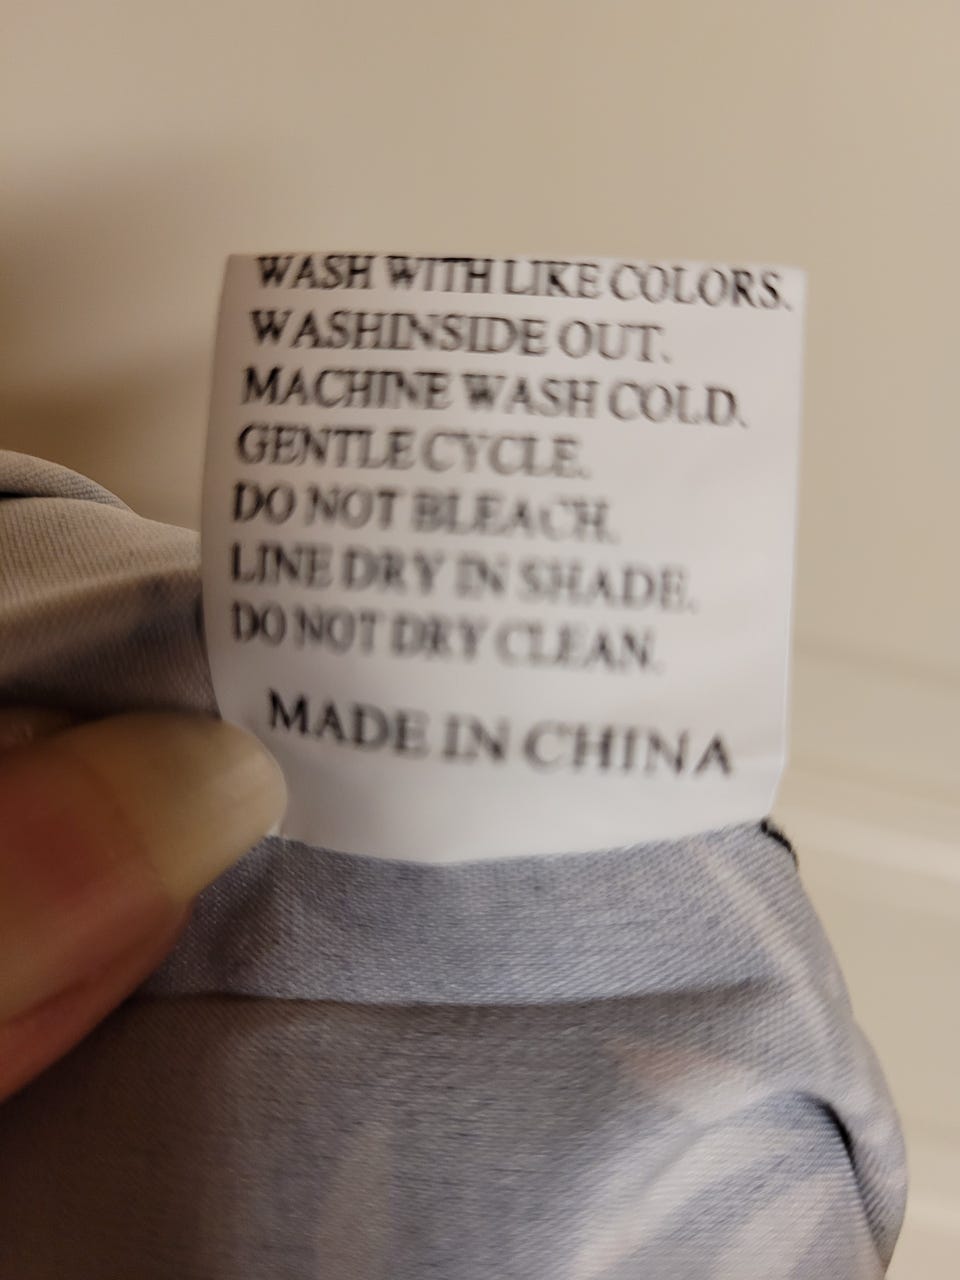 WASH WITH LIKE COLORS.
WASHINSIDE OUT.
MACHINE WASH COLD.
GENTLE CYCLE.
DO NOT BLEACH.
LINE DRY IN SHADE.
DO NOT DRY CLEAN.
MADE IN CHINA